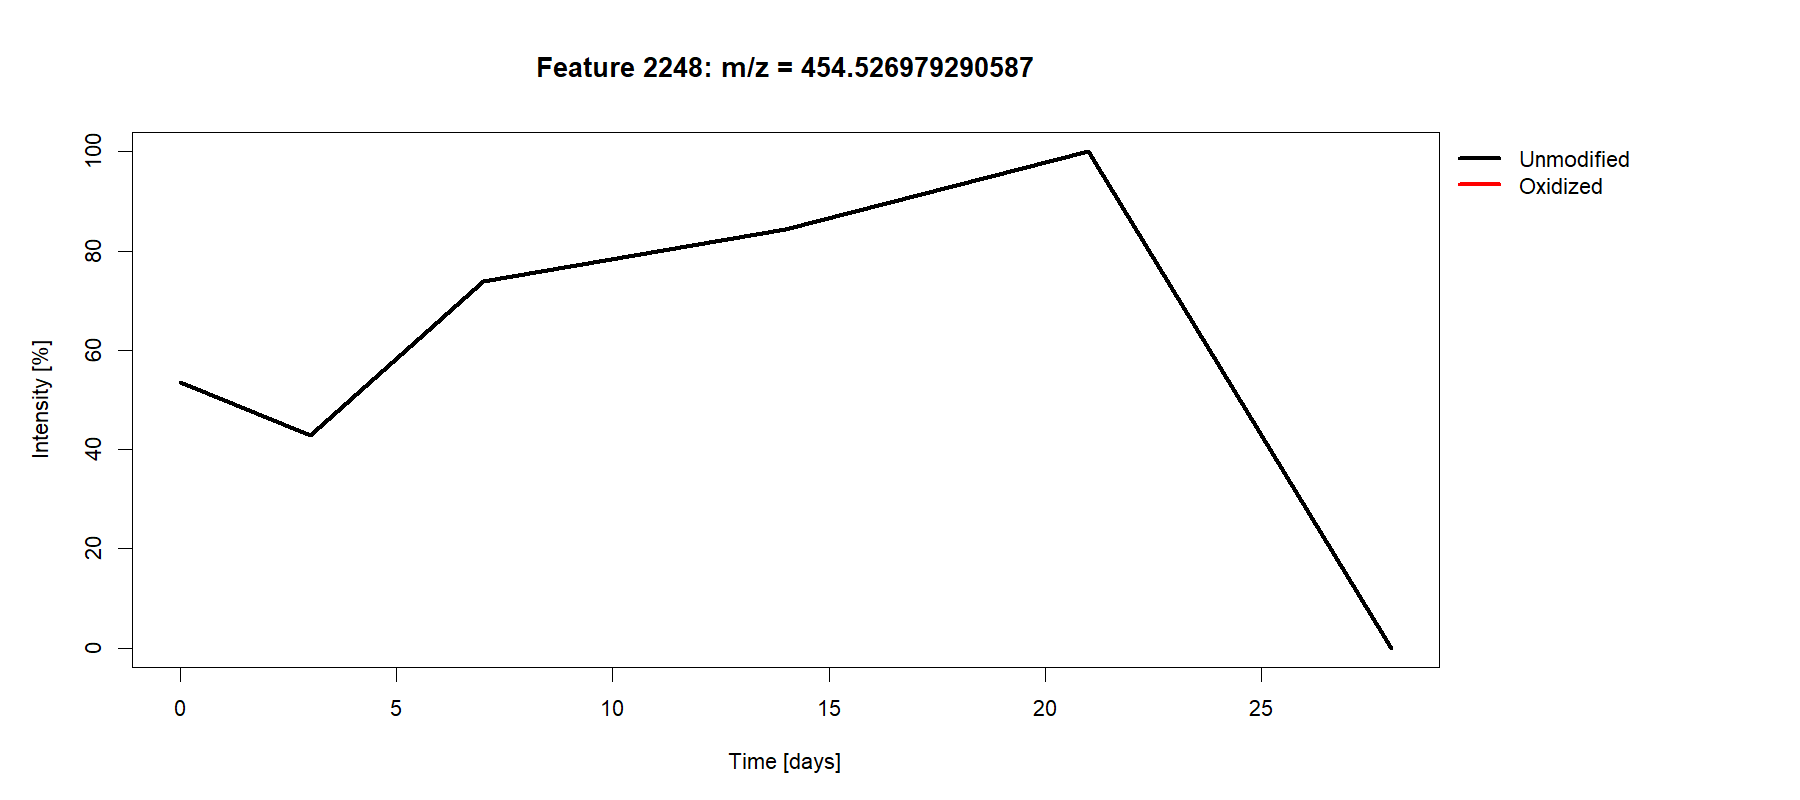 Feature 2248: m/z = 454.526979290587
Unmodified
Oxidized
Intensity [%]
100
80
60
40
20
0
0 5 10 15 20 25
Time [days]